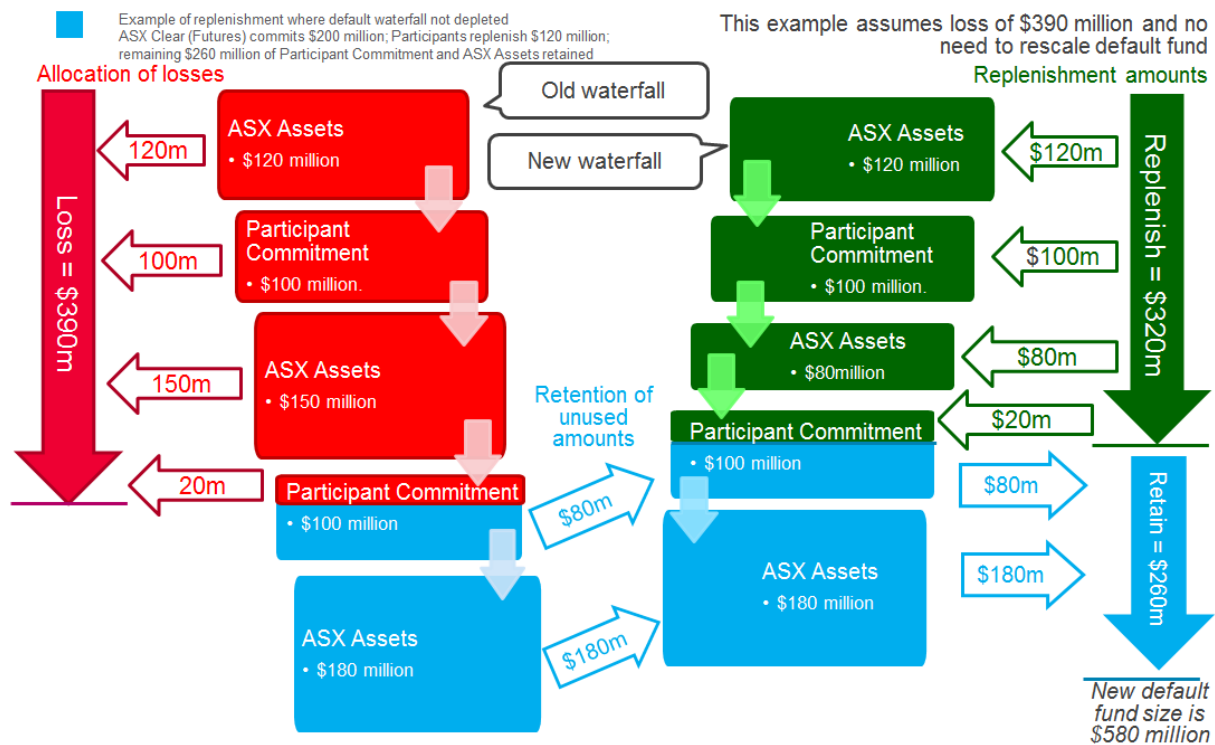 Example of replenishment where default waterfall not depleted
ASX Clear (Futures) commits $200 million; Participants replenish $120 million;
remaining $260 million of Participant Commitment and ASX Assets retained
This example assumes loss of $390 million and no
need to rescale default fund
Allocation of losses
Replenishment amounts
Old waterfall
New waterfall
Loss = $390m
120m
ASX Assets
• $120 million
100m
Participant
Commitment
• $100 million.
150m
ASX Assets
• $150 million
20m
Participant Commitment
• $100 million
ASX Assets
• $180 million
Retention of
unused
amounts
$80m
$180m
ASX Assets
• $120 million
$120m
Participant
Commitment
• $100 million.
$100m
ASX Assets
• $80million
$80m
Participant Commitment
• $100 million
$20m
$80m
ASX Assets
• $180 million
$180m
Replenish = $320m
Retain = $260m
New default
fund size is
$580 million